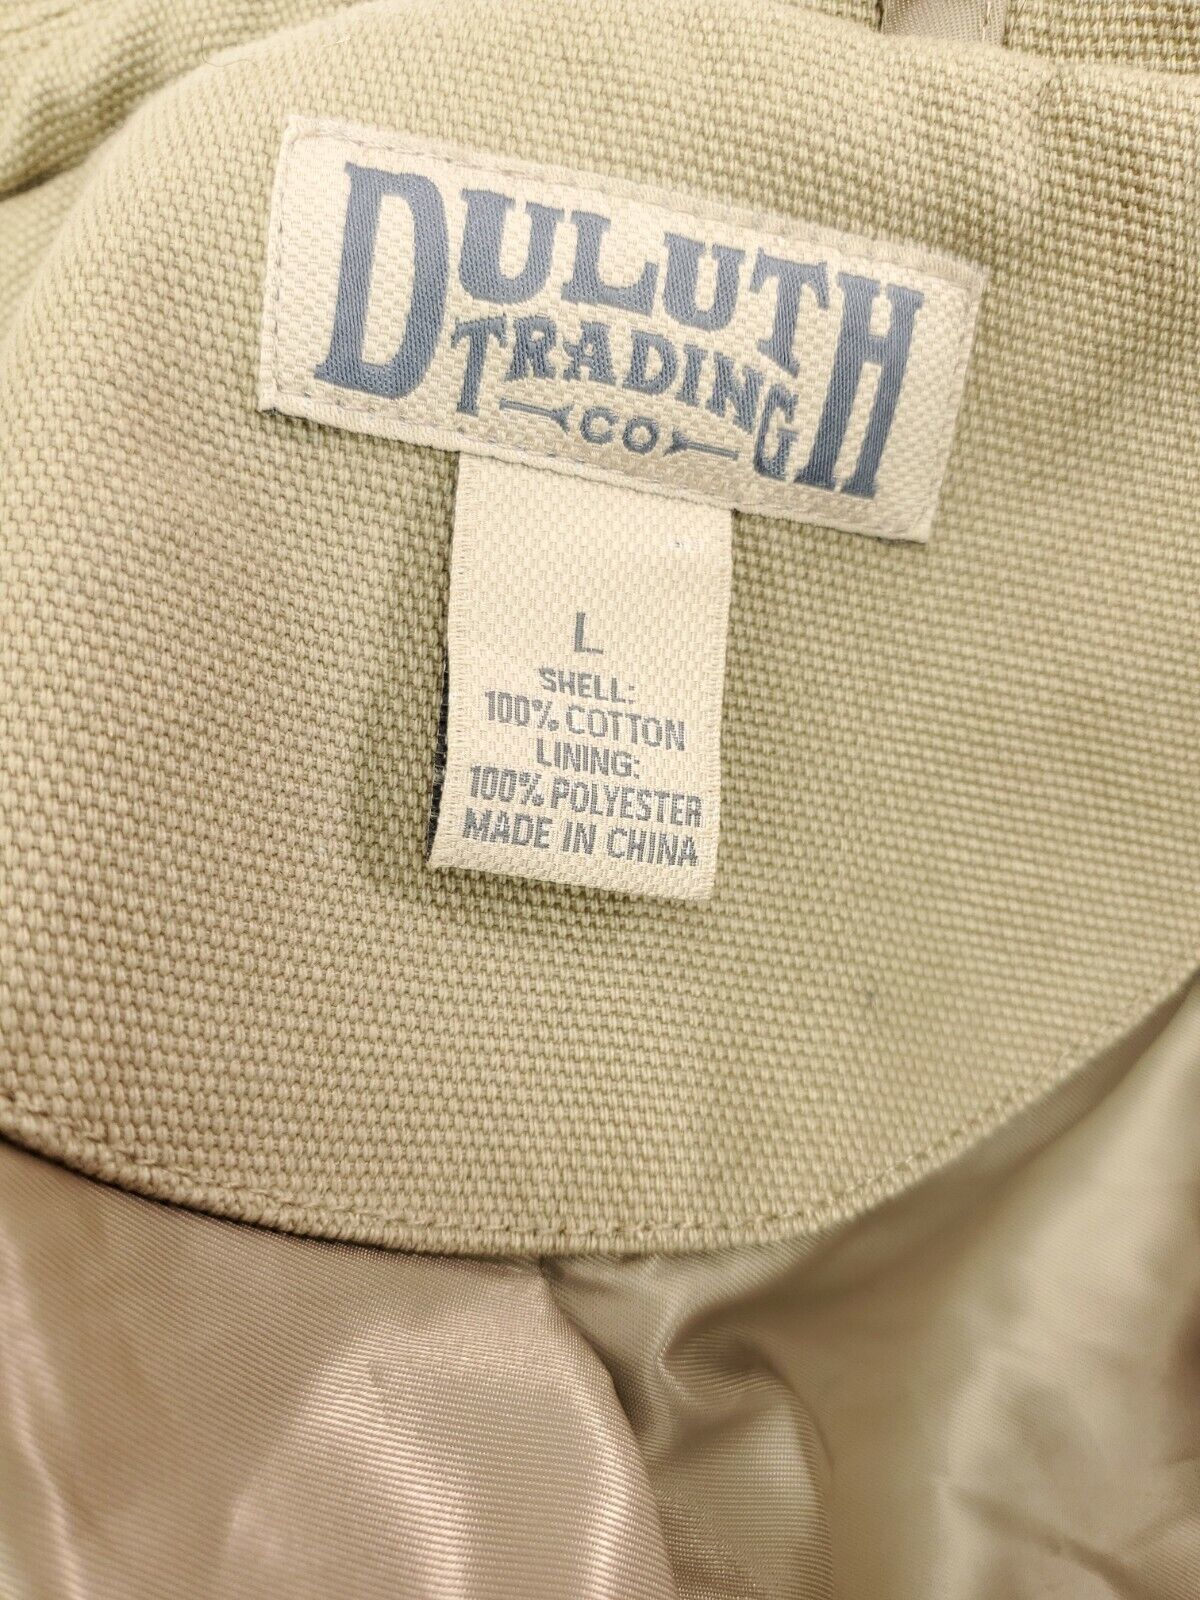 DULUTH
TRADING
CO
L
SHELL:
100% COTTON
LINING:
100% POLYESTER
MADE IN CHINA